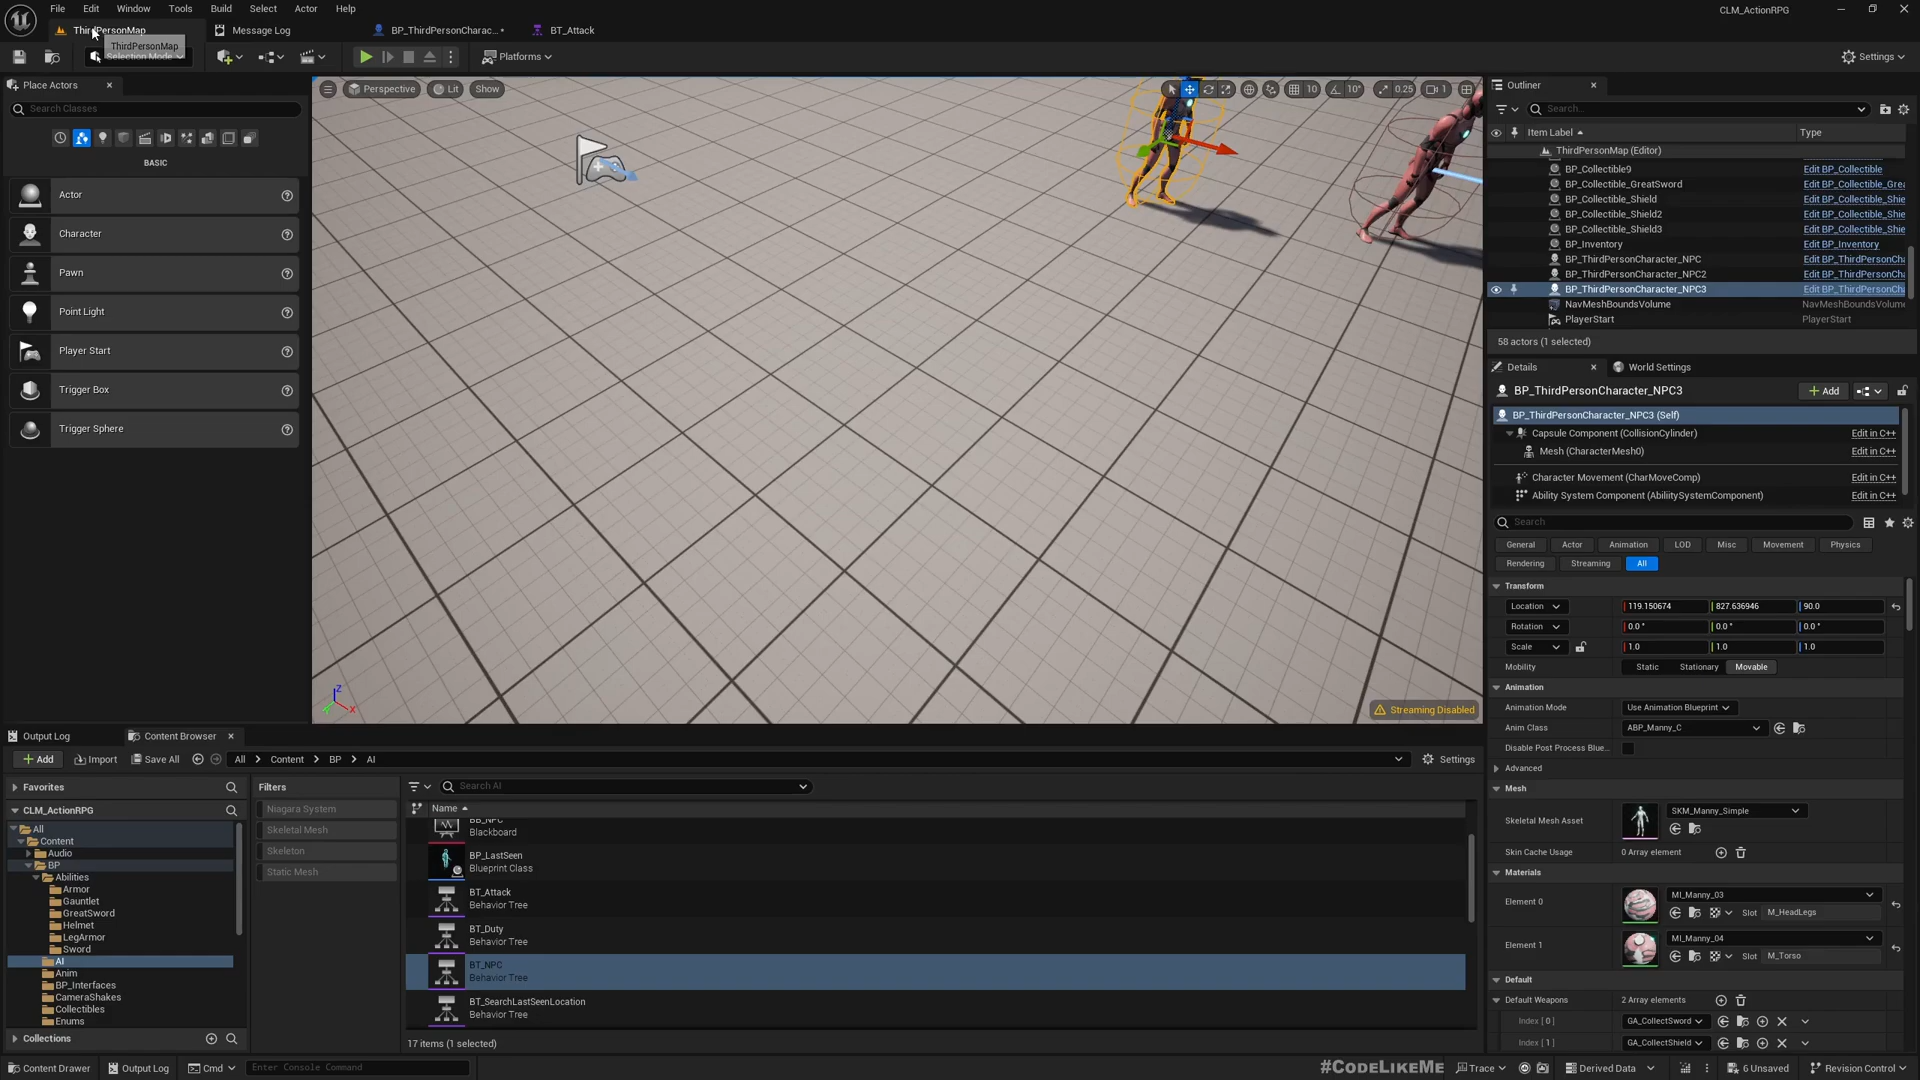 File Edit Window Tools Build Select Actor Help
CLM_ActionRPG
ThirdPersonMap Message Log BP_ThirdPersonCharac... • BT_Attack
ThirdPersonMap
Selection Mode
Platforms
Settings
Place Actors
Search Classes
BASIC
Actor
Character
Pawn
Point Light
Player Start
Trigger Box
Trigger Sphere
Perspective Lit Show
10 10° 0.25 1
Streaming Disabled
Outliner
Search...
Item Label Type
ThirdPersonMap (Editor)
BP_Collectible9 Edit BP_Collectible
BP_Collectible_GreatSword Edit BP_Collectible_Grea
BP_Collectible_Shield Edit BP_Collectible_Shie
BP_Collectible_Shield2 Edit BP_Collectible_Shie
BP_Collectible_Shield3 Edit BP_Collectible_Shie
BP_Inventory Edit BP_Inventory
BP_ThirdPersonCharacter_NPC Edit BP_ThirdPersonCha
BP_ThirdPersonCharacter_NPC2 Edit BP_ThirdPersonCha
BP_ThirdPersonCharacter_NPC3 Edit BP_ThirdPersonCha
NavMeshBoundsVolume NavMeshBoundsVolume
PlayerStart PlayerStart
58 actors (1 selected)
Details World Settings
BP_ThirdPersonCharacter_NPC3 Add
BP_ThirdPersonCharacter_NPC3 (Self)
Capsule Component (CollisionCylinder) Edit in C++
Mesh (CharacterMesh0) Edit in C++
Character Movement (CharMoveComp) Edit in C++
Ability System Component (AbiliitySystemComponent) Edit in C++
Search
General Actor Animation LOD Misc Movement Physics
Rendering Streaming All
Transform
Location 119.150674 827.636946 90.0
Rotation 0.0 ° 0.0 ° 0.0 °
Scale 1.0 1.0 1.0
Mobility Static Stationary Movable
Animation
Animation Mode Use Animation Blueprint
Anim Class ABP_Manny_C
Disable Post Process Blue...
Advanced
Mesh
Skeletal Mesh Asset SKM_Manny_Simple
Skin Cache Usage 0 Array element
Materials
Element 0 MI_Manny_03
Slot M_HeadLegs
Element 1 MI_Manny_04
Slot M_Torso
Default
Default Weapons 2 Array elements
Index [ 0 ] GA_CollectSword
Index [ 1 ] GA_CollectShield
Output Log Content Browser
Add Import Save All All Content BP AI Settings
Favorites
CLM_ActionRPG
All
Content
Audio
BP
Abilities
Armor
Gauntlet
GreatSword
Helmet
LegArmor
Sword
AI
Anim
BP_Interfaces
CameraShakes
Collectibles
Enums
Collections
Filters
Niagara System
Skeletal Mesh
Skeleton
Static Mesh
Search AI
Name
BB_NPC
Blackboard
BP_LastSeen
Blueprint Class
BT_Attack
Behavior Tree
BT_Duty
Behavior Tree
BT_NPC
Behavior Tree
BT_SearchLastSeenLocation
Behavior Tree
17 items (1 selected)
Content Drawer Output Log Cmd Enter Console Command
#CODELIKEME
Trace Derived Data 6 Unsaved Revision Control